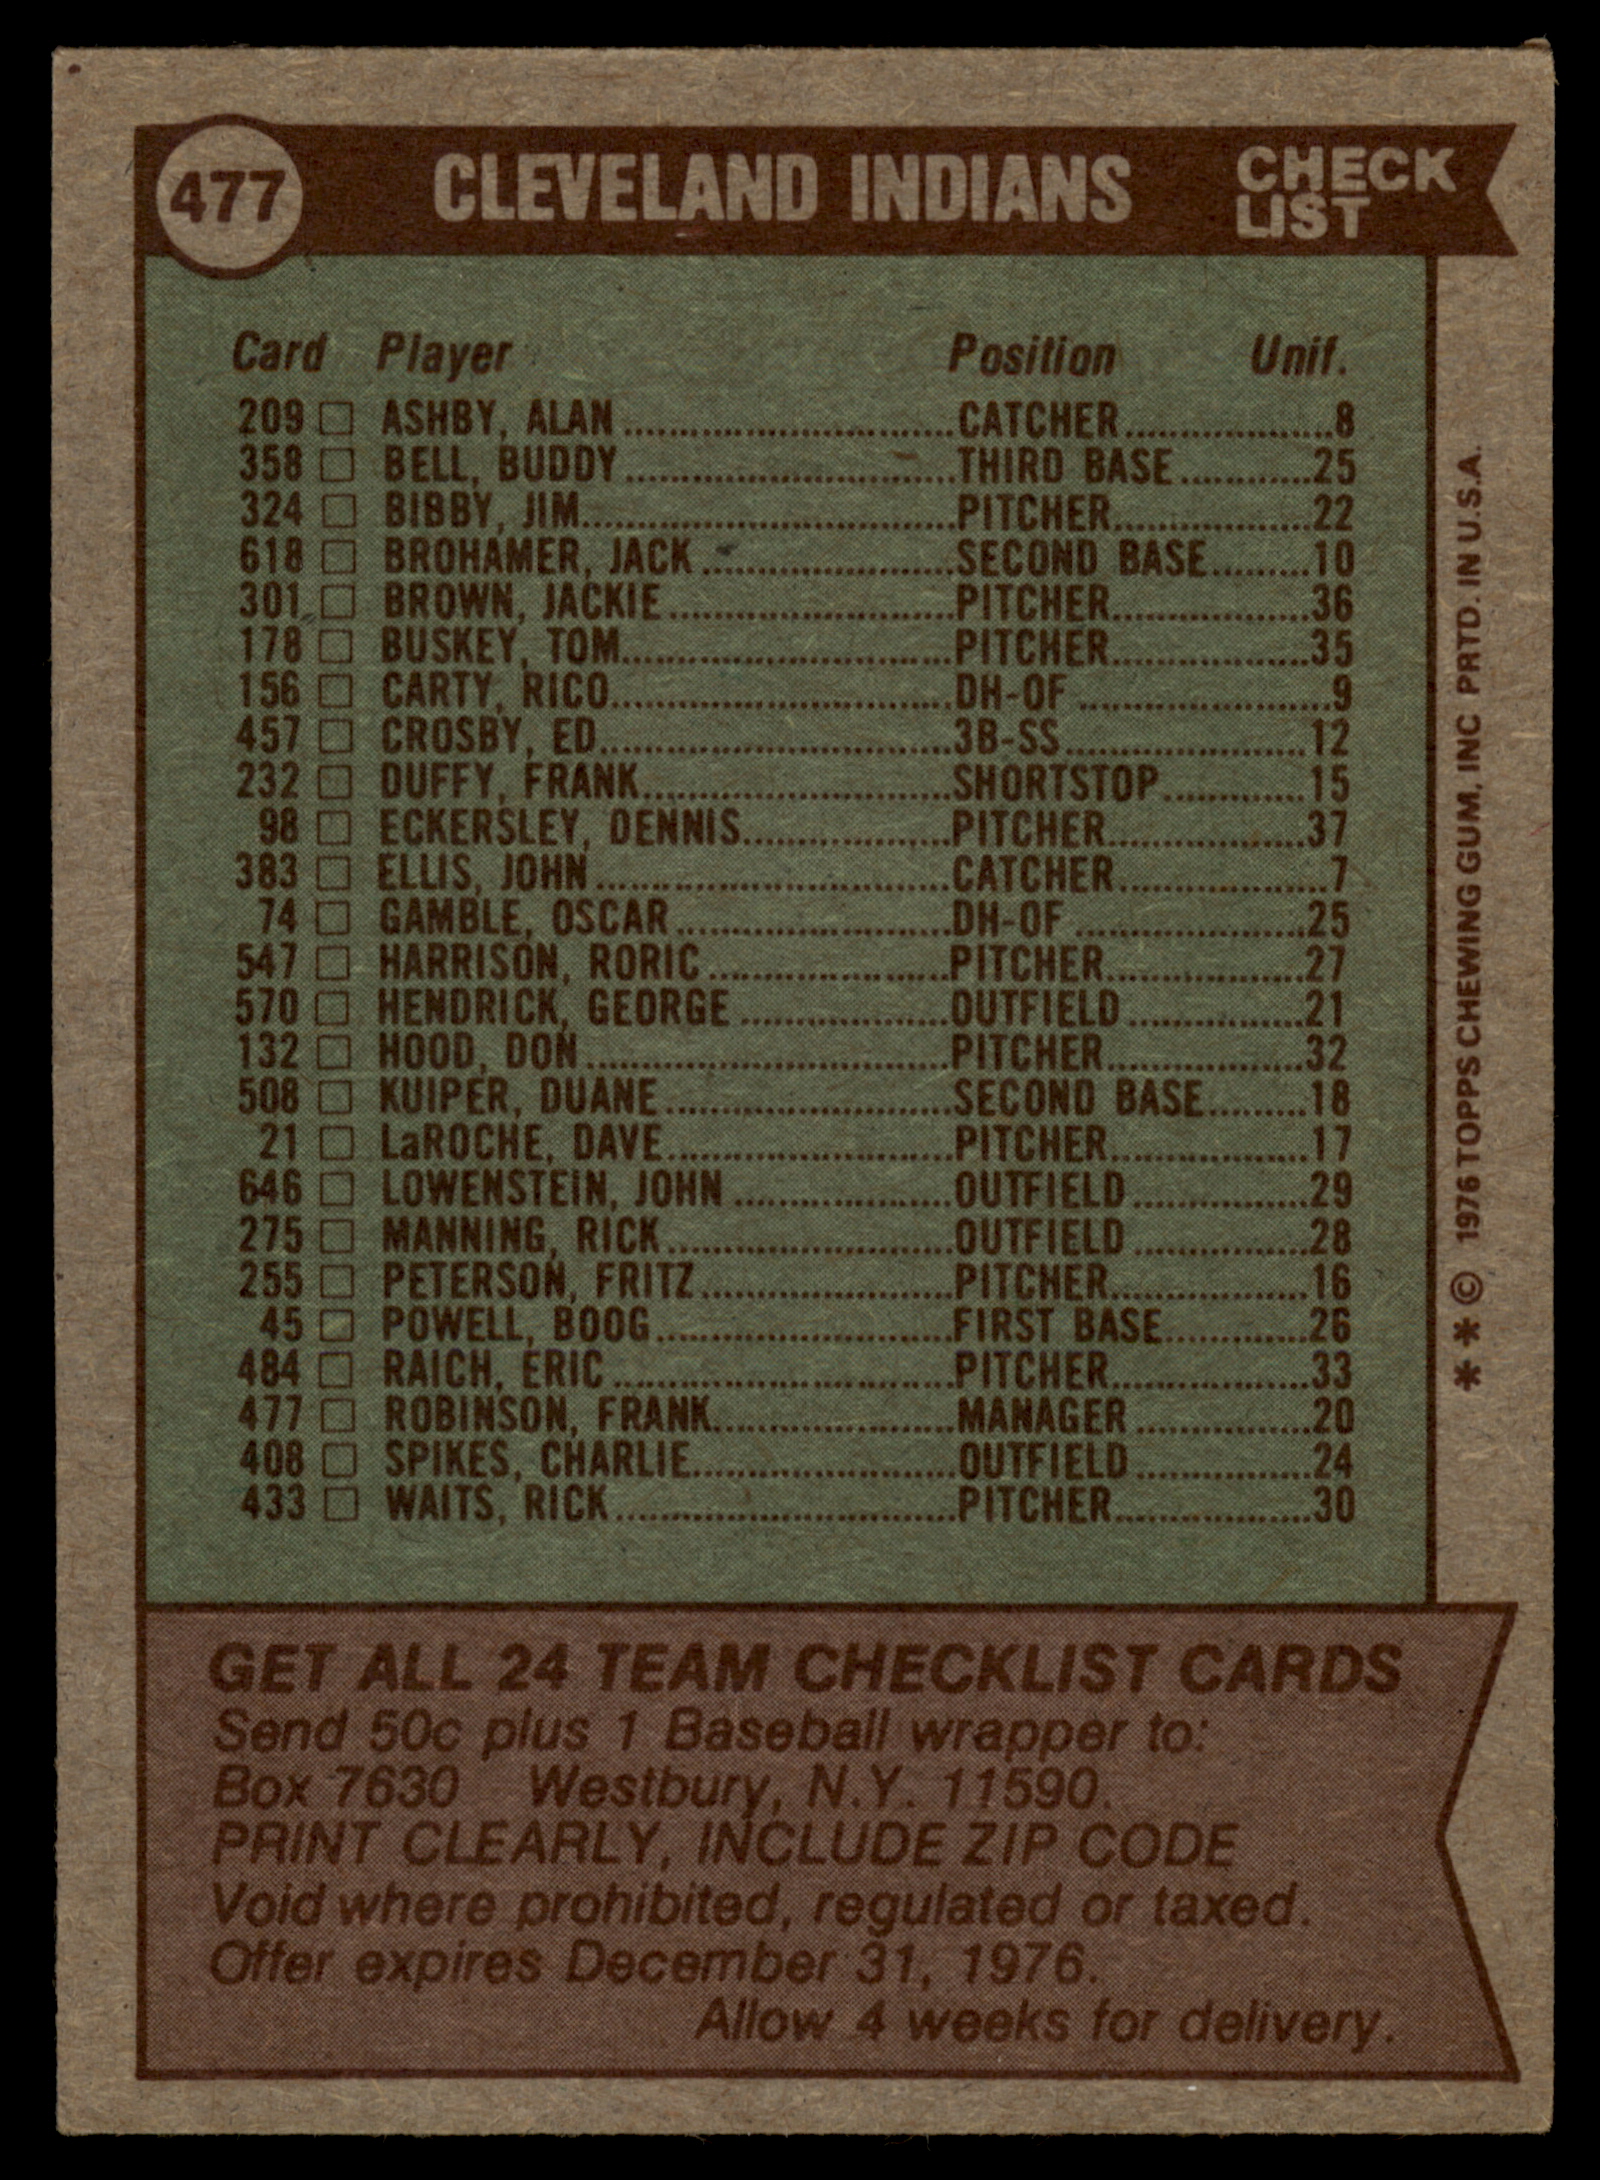 477 CLEVELAND INDIANS CHECK LIST
Card Player Position Unif.
209 □ ASHBY, ALAN..............................CATCHER...................8
358 □ BELL, BUDDY..............................THIRD BASE............25
324 □ BIBBY, JIM..................................PITCHER..................22
618 □ BROHAMER, JACK.......................SECOND BASE.........10
301 □ BROWN, JACKIE..........................PITCHER..................36
178 □ BUSKEY, TOM..............................PITCHER..................35
156 □ CARTY, RICO...............................DH-OF.......................9
457 □ CROSBY, ED................................3B-SS......................12
232 □ DUFFY, FRANK............................SHORTSTOP.............15
98 □ ECKERSLEY, DENNIS...................PITCHER..................37
383 □ ELLIS, JOHN................................CATCHER...................7
74 □ GAMBLE, OSCAR.........................DH-OF.....................25
547 □ HARRISON, RORIC......................PITCHER..................27
570 □ HENDRICK, GEORGE...................OUTFIELD................21
132 □ HOOD, DON.................................PITCHER..................32
508 □ KUIPER, DUANE..........................SECOND BASE.........18
21 □ LaROCHE, DAVE..........................PITCHER..................17
646 □ LOWENSTEIN, JOHN....................OUTFIELD................29
275 □ MANNING, RICK..........................OUTFIELD................28
255 □ PETERSON, FRITZ.......................PITCHER..................16
45 □ POWELL, BOOG...........................FIRST BASE.............26
484 □ RAICH, ERIC...............................PITCHER..................33
477 □ ROBINSON, FRANK......................MANAGER................20
408 □ SPIKES, CHARLIE........................OUTFIELD................24
433 □ WAITS, RICK...............................PITCHER..................30
GET ALL 24 TEAM CHECKLIST CARDS
Send 50c plus 1 Baseball wrapper to:
Box 7630 Westbury, N.Y. 11590.
PRINT CLEARLY, INCLUDE ZIP CODE
Void where prohibited, regulated or taxed.
Offer expires December 31, 1976.
Allow 4 weeks for delivery.
* * © 1976 TOPPS CHEWING GUM, INC PRTD. IN U.S.A.